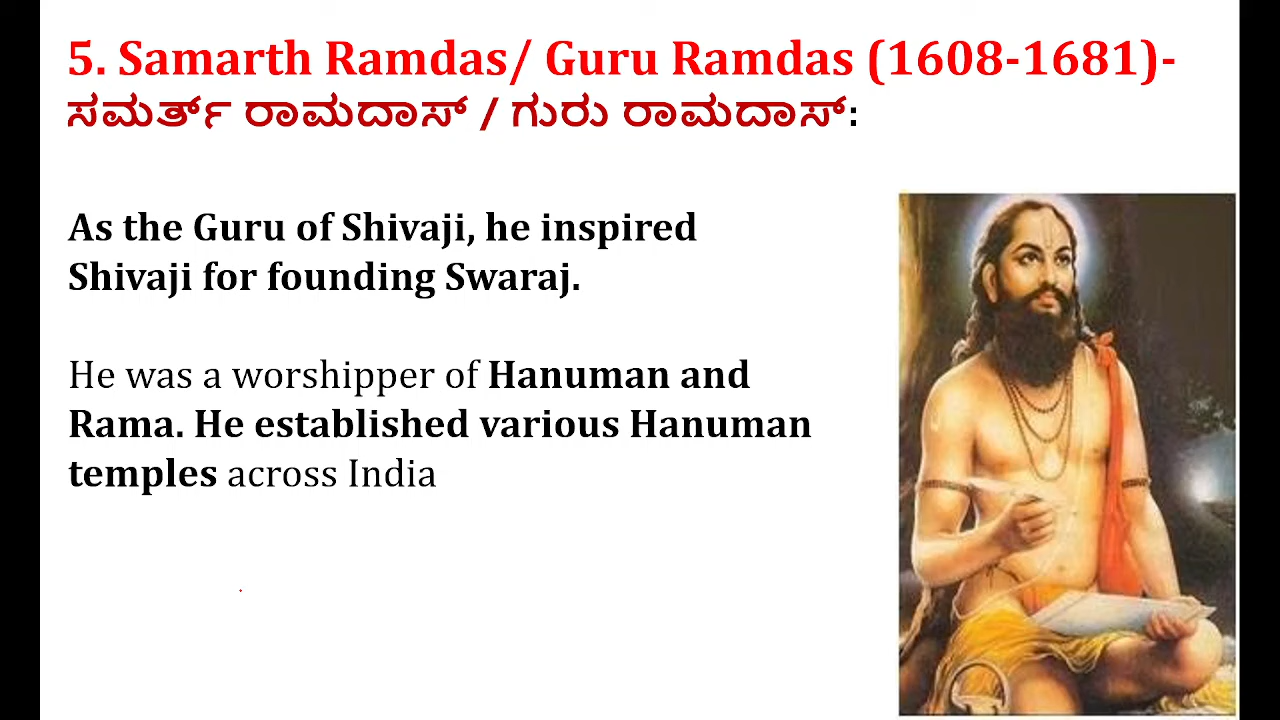 5. Samarth Ramdas/ Guru Ramdas (1608-1681)-
ಸಮರ್ತ್ ರಾಮದಾಸ್ / ಗುರು ರಾಮದಾಸ್:
As the Guru of Shivaji, he inspired
Shivaji for founding Swaraj.
He was a worshipper of Hanuman and
Rama. He established various Hanuman
temples across India